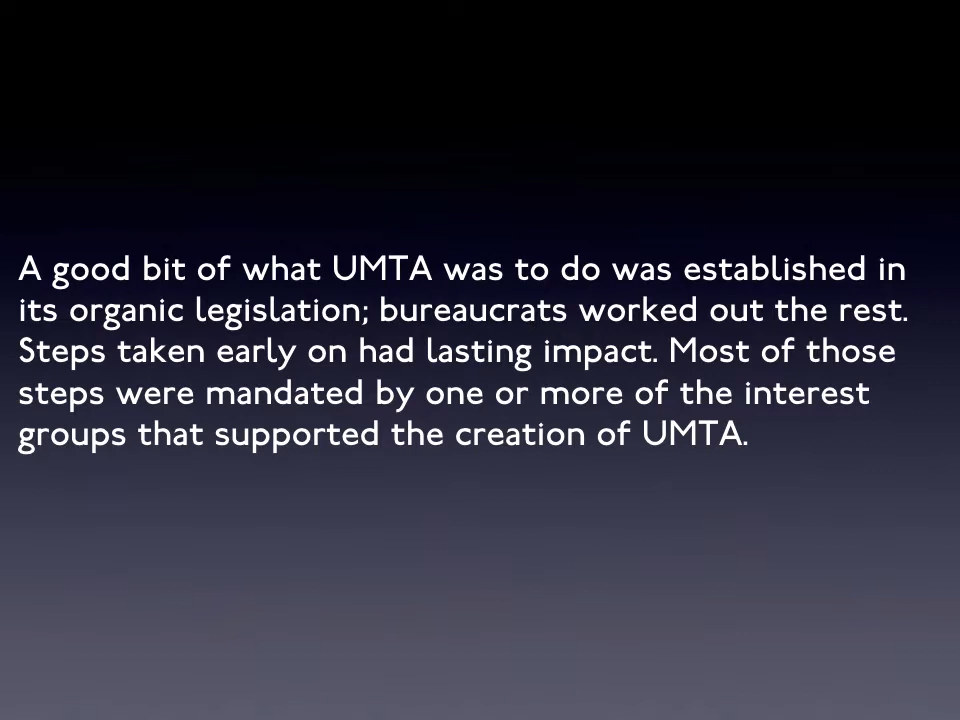 A good bit of what UMTA was to do was established in
its organic legislation; bureaucrats worked out the rest.
Steps taken early on had lasting impact. Most of those
steps were mandated by one or more of the interest
groups that supported the creation of UMTA.